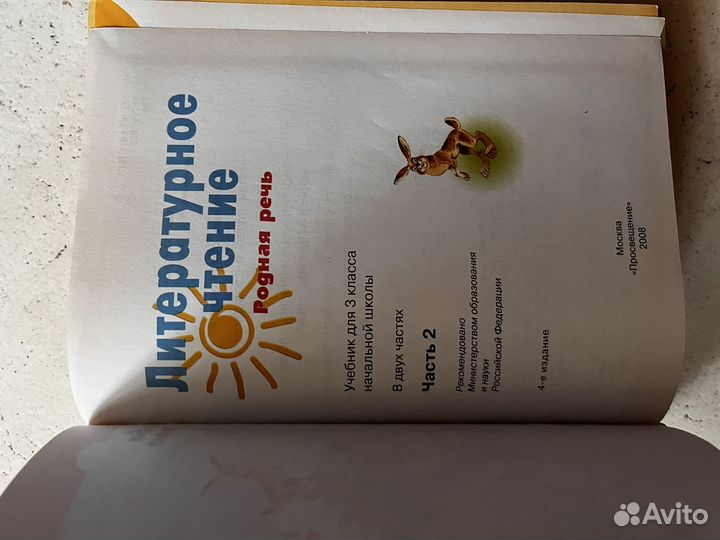 Литературное
чтение
Родная речь
Учебник для 3 класса
начальной школы
В двух частях
Часть 2
Рекомендовано
Министерством образования
и науки
Российской Федерации
4-е издание
Москва
«Просвещение»
2008
Avito